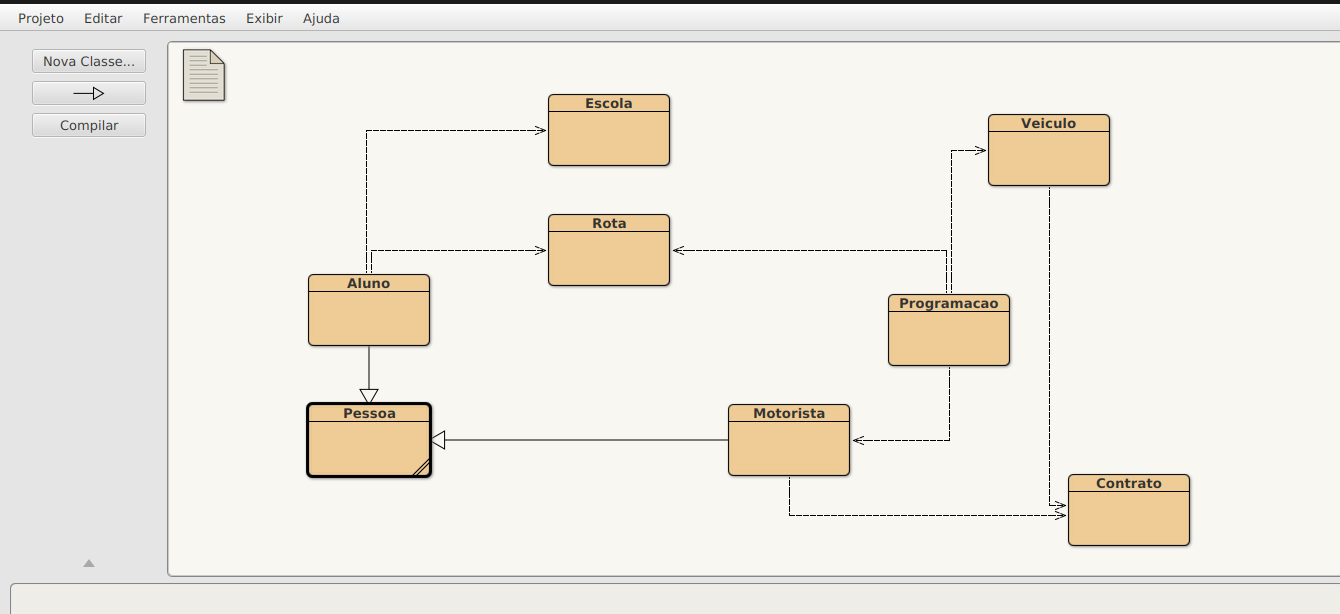 Projeto Editar Ferramentas Exibir Ajuda
Nova Classe...
Compilar
Escola
Veiculo
Rota
Aluno
Programacao
Pessoa
Motorista
Contrato